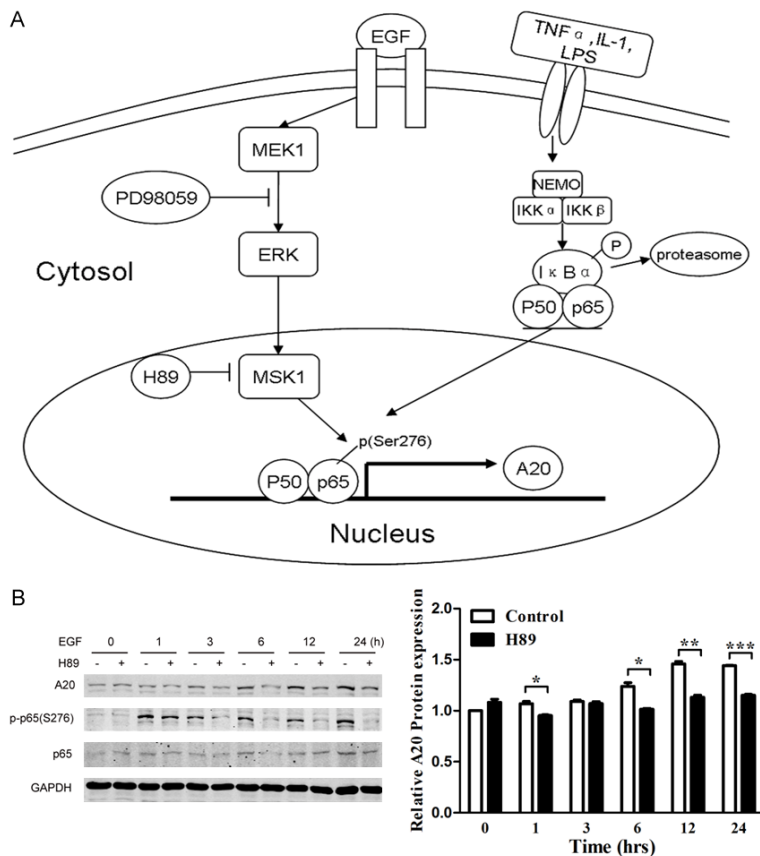 A
EGF
TNFα,IL-1,
LPS
MEK1
PD98059
NEMO
IKKα IKKβ
ERK
P
Cytosol
IκBα
proteasome
P50 p65
H89
MSK1
p(Ser276)
P50 p65
A20
Nucleus
B
EGF 0 1 3 6 12 24 (h)
H89 - + - + - + - + - + - +
A20
p-p65(S276)
p65
GAPDH
Relative A20 Protein expression
2.0
1.5
1.0
0.5
0.0
Control
H89
* * ** ***
0 1 3 6 12 24
Time (hrs)